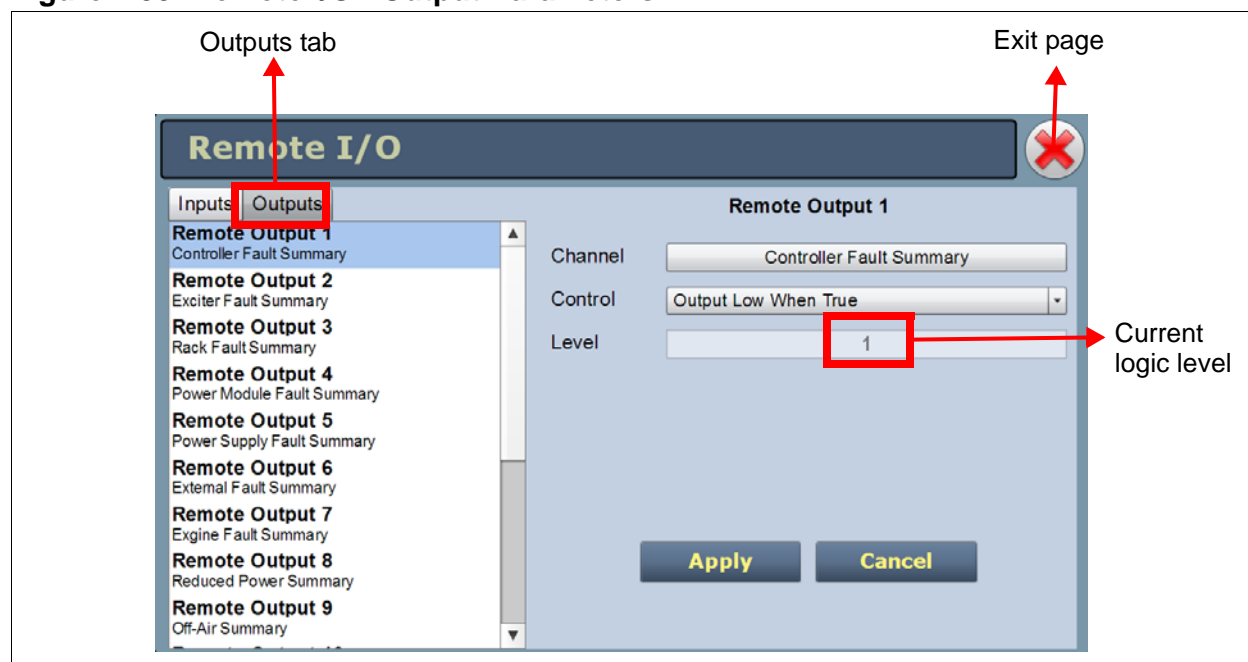 Outputs tab
Exit page
Remote I/O
Inputs
Outputs
Remote Output 1
Controller Fault Summary
Remote Output 2
Exciter Fault Summary
Remote Output 3
Rack Fault Summary
Remote Output 4
Power Module Fault Summary
Remote Output 5
Power Supply Fault Summary
Remote Output 6
External Fault Summary
Remote Output 7
Exgine Fault Summary
Remote Output 8
Reduced Power Summary
Remote Output 9
Off-Air Summary
Remote Output 1
Channel
Controller Fault Summary
Control
Output Low When True
Level
1
Current
logic level
Apply
Cancel